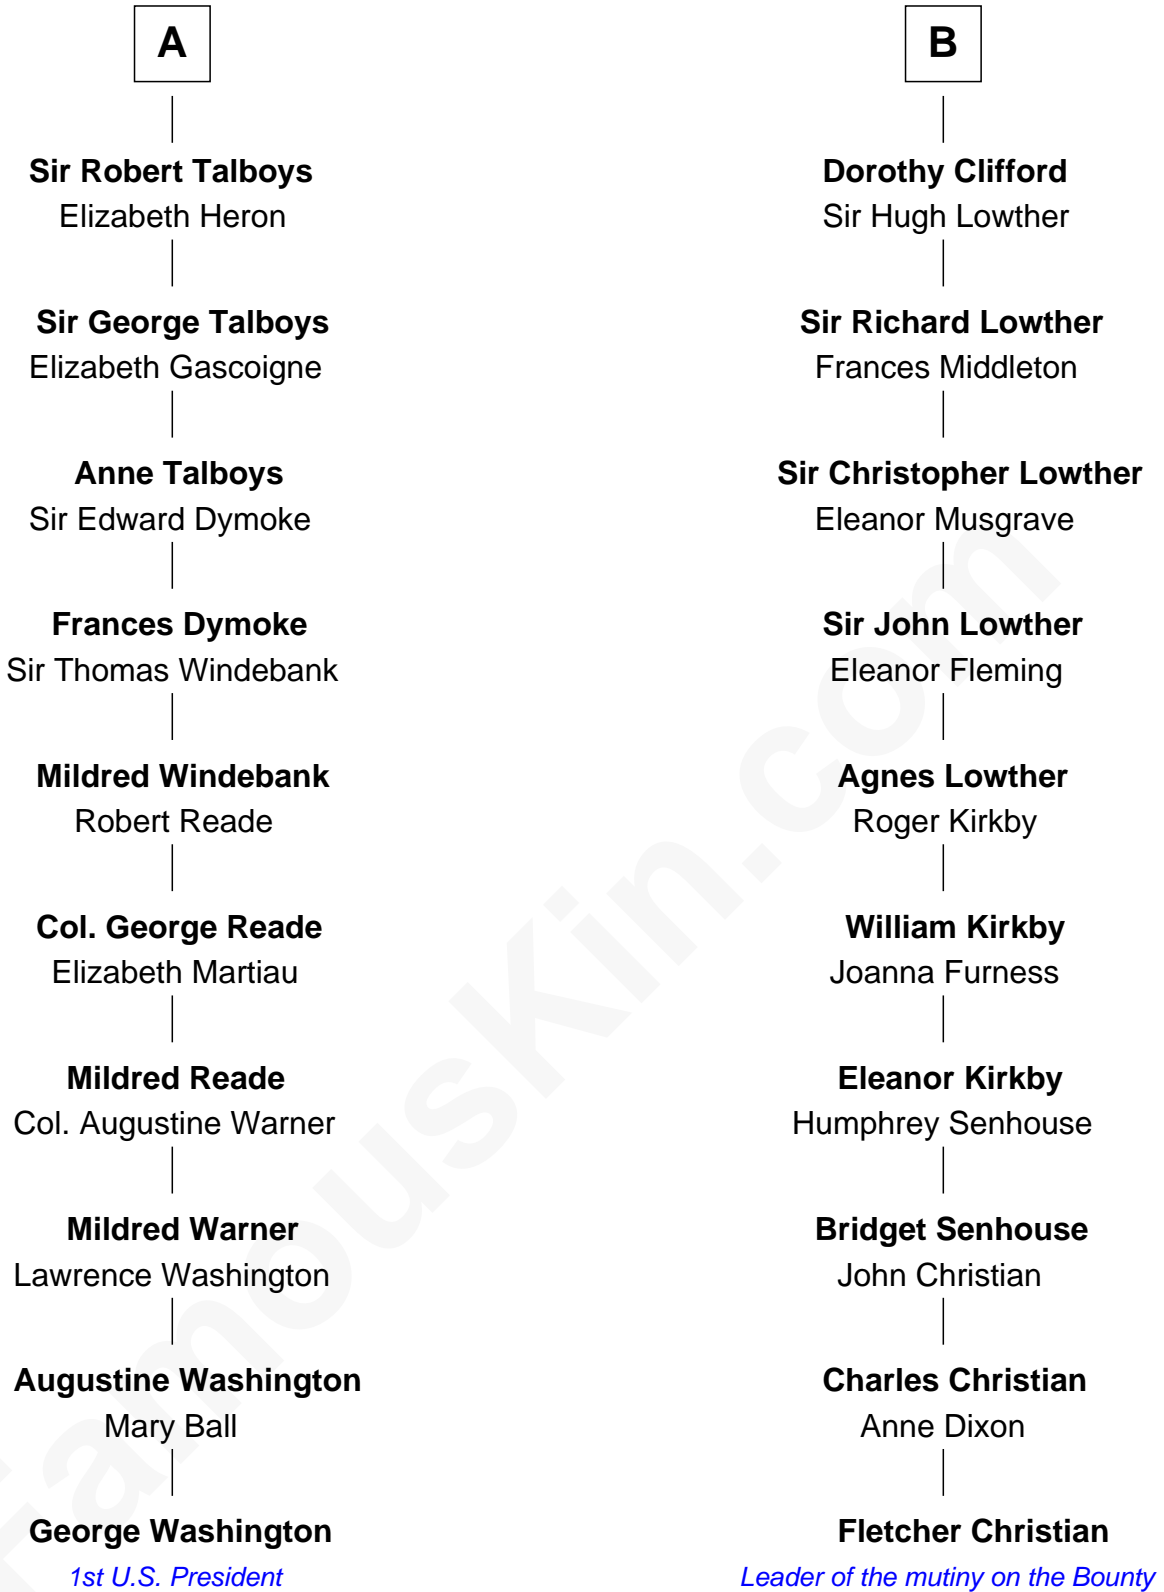 A
Sir Robert Talboys
Elizabeth Heron
Sir George Talboys
Elizabeth Gascoigne
Anne Talboys
Sir Edward Dymoke
Frances Dymoke
Sir Thomas Windebank
Mildred Windebank
Robert Reade
Col. George Reade
Elizabeth Martiau
Mildred Reade
Col. Augustine Warner
Mildred Warner
Lawrence Washington
Augustine Washington
Mary Ball
George Washington
1st U.S. President
B
Dorothy Clifford
Sir Hugh Lowther
Sir Richard Lowther
Frances Middleton
Sir Christopher Lowther
Eleanor Musgrave
Sir John Lowther
Eleanor Fleming
Agnes Lowther
Roger Kirkby
William Kirkby
Joanna Furness
Eleanor Kirkby
Humphrey Senhouse
Bridget Senhouse
John Christian
Charles Christian
Anne Dixon
Fletcher Christian
Leader of the mutiny on the Bounty
FamousKin.com